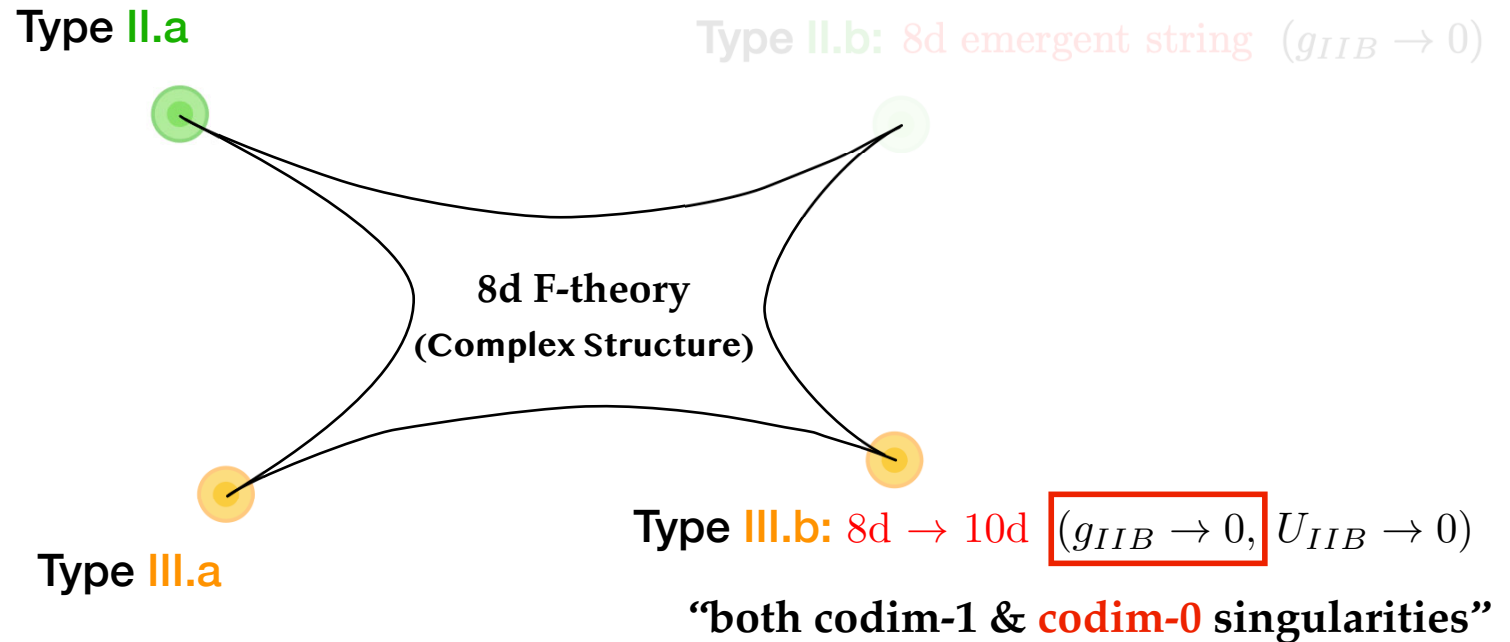 Type II.a
Type II.b: 8d emergent string (g_{IIB} → 0)
8d F-theory
(Complex Structure)
Type III.b: 8d → 10d (g_{IIB} → 0, U_{IIB} → 0)
Type III.a
“both codim-1 & codim-0 singularities”